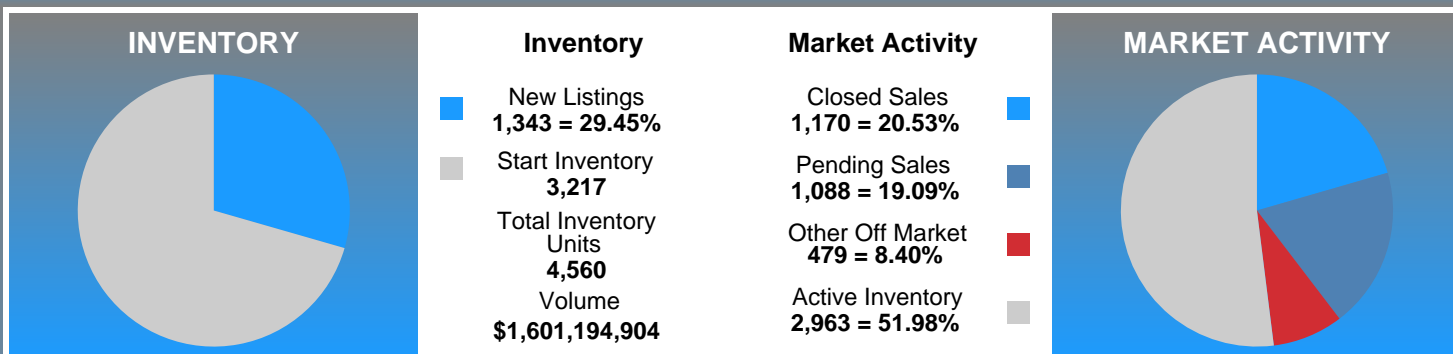 INVENTORY
Inventory
New Listings
1,343 = 29.45%
Start Inventory
3,217
Total Inventory
Units
4,560
Volume
$1,601,194,904
Market Activity
Closed Sales
1,170 = 20.53%
Pending Sales
1,088 = 19.09%
Other Off Market
479 = 8.40%
Active Inventory
2,963 = 51.98%
MARKET ACTIVITY